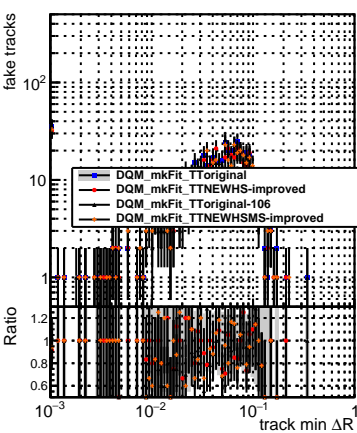 fake tracks
10²
10
1
DQM_mkFit_TToriginal
DQM_mkFit_TTNEWHS-improved
DQM_mkFit_TToriginal-106
DQM_mkFit_TTNEWHSMS-improved
Ratio
1.2
1
0.8
0.6
10⁻³
10⁻²
10⁻¹
1
track min ΔR